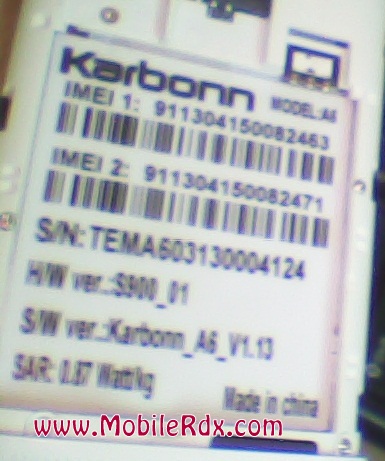 Karbonn MODEL:A6
IMEI 1: 911304150082463
IMEI 2: 911304150082471
S/N:TEMA603130004124
H/W ver.:S900_01
S/W ver.:Karbonn_A6_V1.13
SAR: 0.87 Watt/kg
Made in china
www.MobileRdx.com